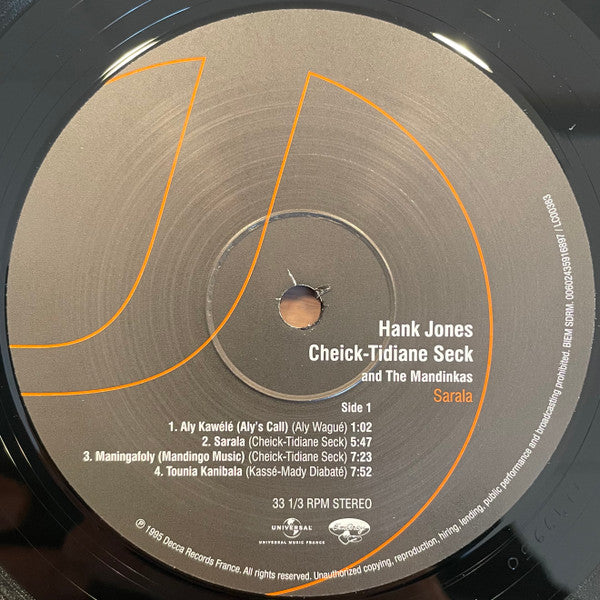 Hank Jones
Cheick-Tidiane Seck
and The Mandinkas
Sarala
Side 1
1. Aly Kawélé (Aly's Call) (Aly Wagué) 1:02
2. Sarala (Cheick-Tidiane Seck) 5:47
3. Maningafoly (Mandingo Music) (Cheick-Tidiane Seck) 7:23
4. Tounia Kanibala (Kassé-Mady Diabaté) 7:52
33 1/3 RPM STEREO
UNIVERSAL
UNIVERSAL MUSIC FRANCE
℗ 1995 Decca Records France. All rights reserved. Unauthorized copying, reproduction, hiring, lending, public performance and broadcasting prohibited. BIEM SDRM. 00602435916897 / LC00383